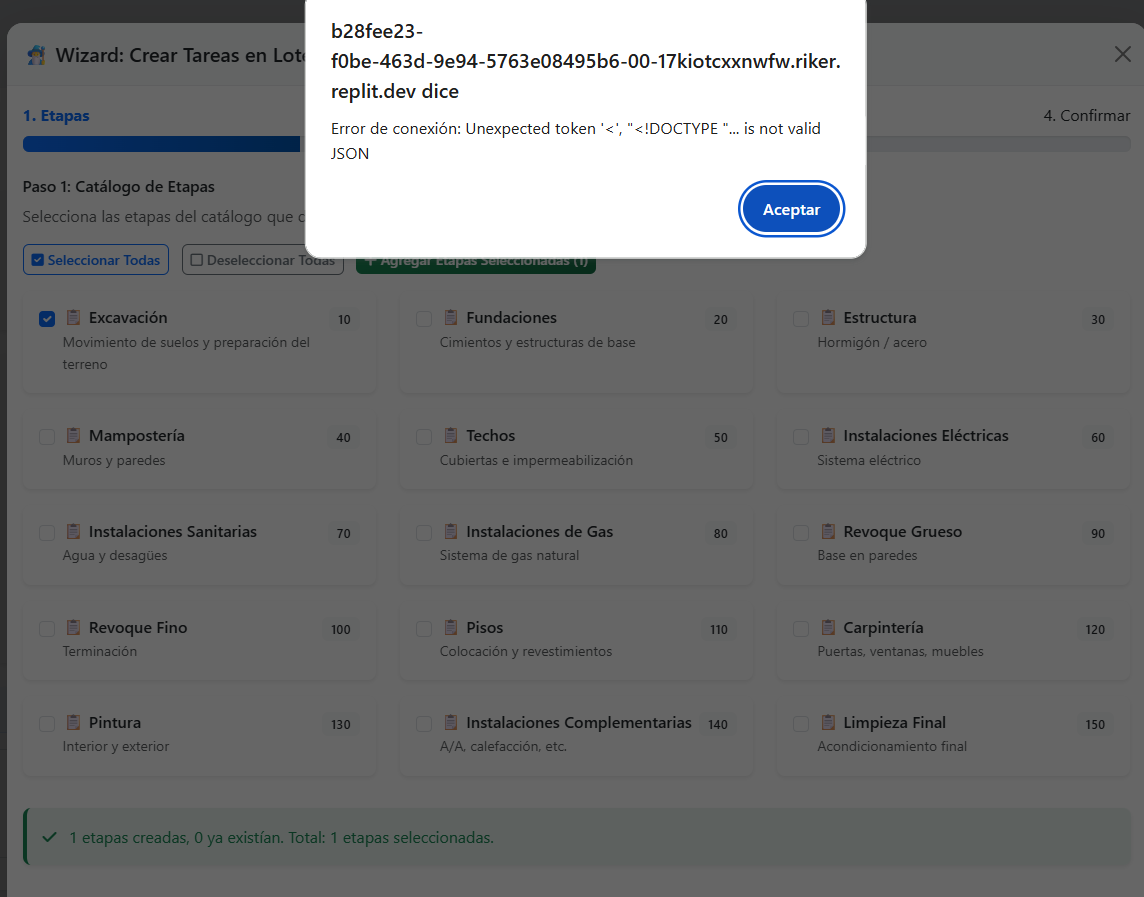 b28fee23-
f0be-463d-9e94-5763e08495b6-00-17kiotcxxnwfw.riker.
replit.dev dice
Error de conexión: Unexpected token '<', "<!DOCTYPE "... is not valid
JSON
Aceptar
Wizard: Crear Tareas en Lote
1. Etapas
4. Confirmar
Paso 1: Catálogo de Etapas
Selecciona las etapas del catálogo que
Seleccionar Todas
Deseleccionar Todas
+ Agregar Etapas Seleccionadas (1)
Excavación 10
Movimiento de suelos y preparación del
terreno
Fundaciones 20
Cimientos y estructuras de base
Estructura 30
Hormigón / acero
Mampostería 40
Muros y paredes
Techos 50
Cubiertas e impermeabilización
Instalaciones Eléctricas 60
Sistema eléctrico
Instalaciones Sanitarias 70
Agua y desagües
Instalaciones de Gas 80
Sistema de gas natural
Revoque Grueso 90
Base en paredes
Revoque Fino 100
Terminación
Pisos 110
Colocación y revestimientos
Carpintería 120
Puertas, ventanas, muebles
Pintura 130
Interior y exterior
Instalaciones Complementarias 140
A/A, calefacción, etc.
Limpieza Final 150
Acondicionamiento final
1 etapas creadas, 0 ya existían. Total: 1 etapas seleccionadas.